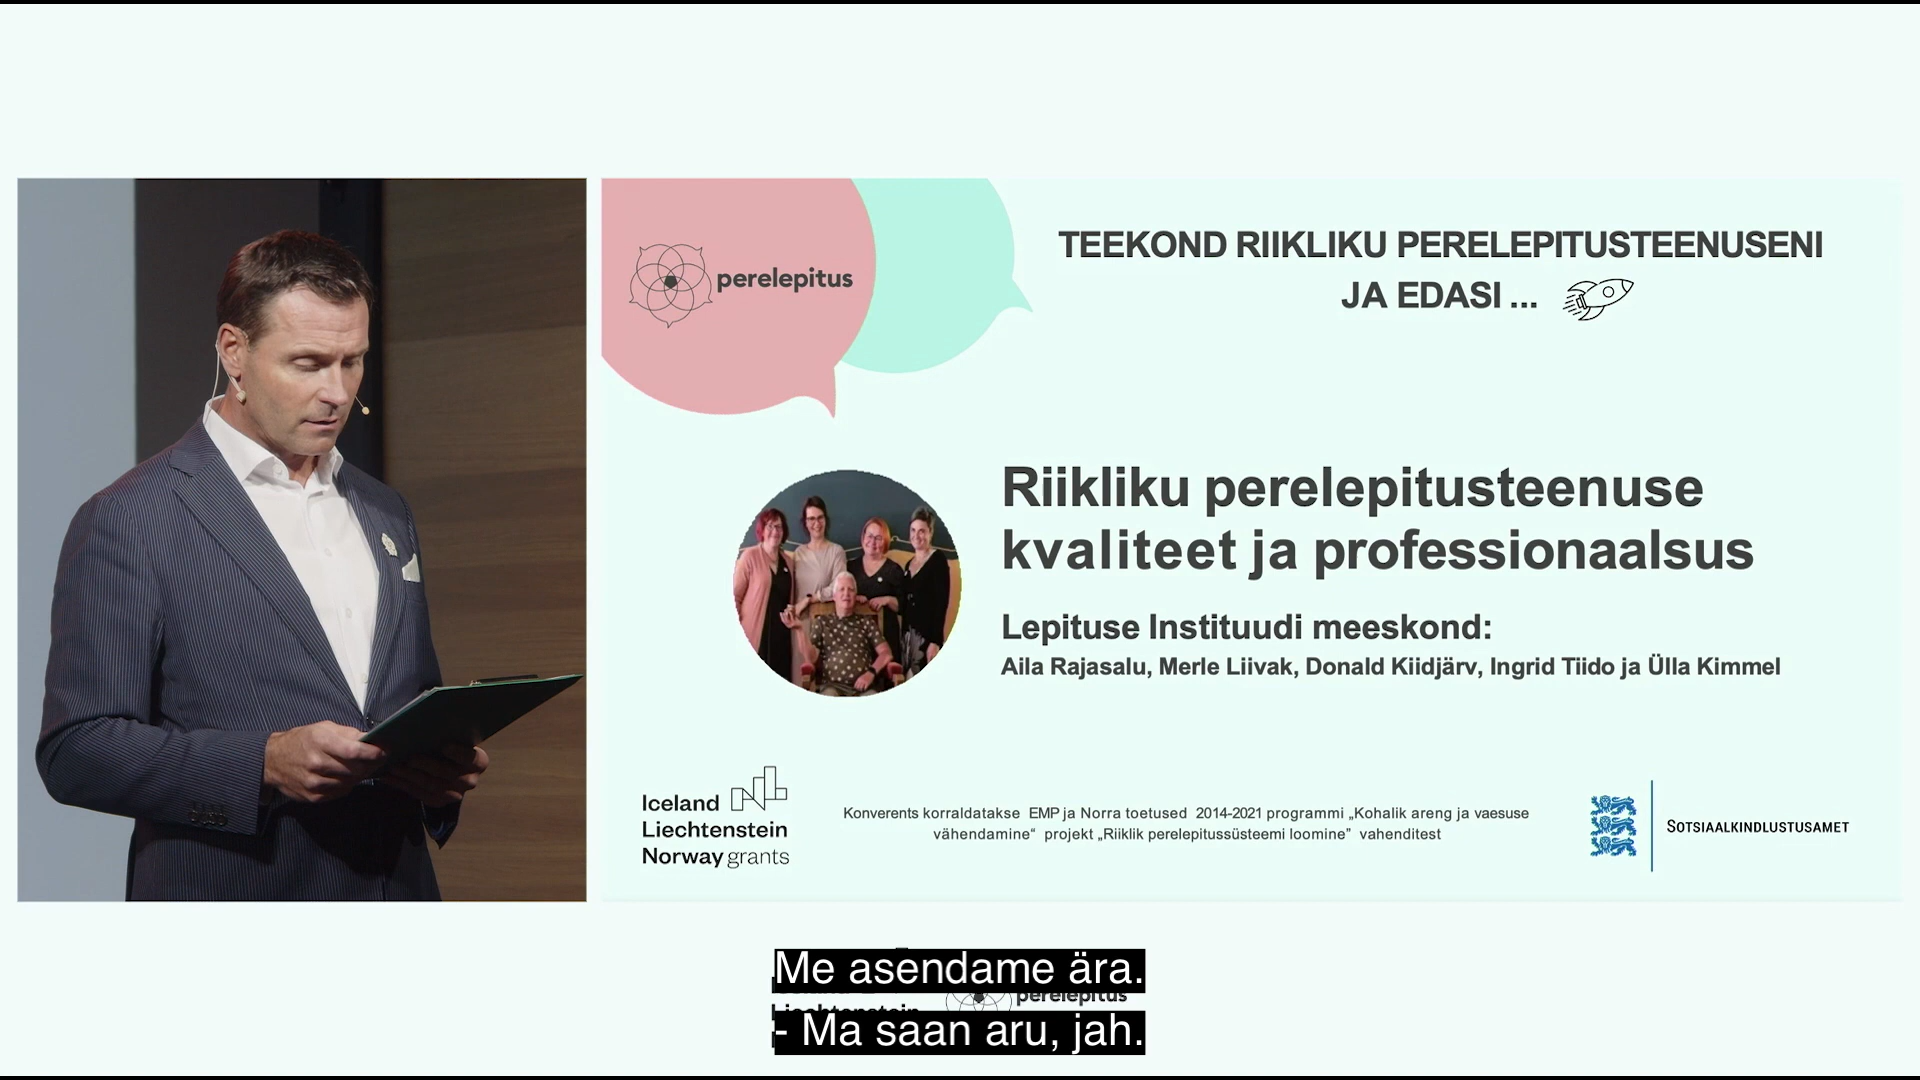 perelepitus
TEEKOND RIIKLIKU PERELEPITUSTEENUSENI
JA EDASI ...
Riikliku perelepitusteenuse
kvaliteet ja professionaalsus
Lepituse Instituudi meeskond:
Aila Rajasalu, Merle Liivak, Donald Kiidjärv, Ingrid Tiido ja Ülla Kimmel
Iceland
Liechtenstein
Norway grants
Konverents korraldatakse EMP ja Norra toetused 2014-2021 programmi „Kohalik areng ja vaesuse
vähendamine“ projekt „Riiklik perelepitussüsteemi loomine” vahenditest
SOTSIAALKINDLUSTUSAMET
Me asendame ära.
perelepitus
Liechtenstein
- Ma saan aru, jah.